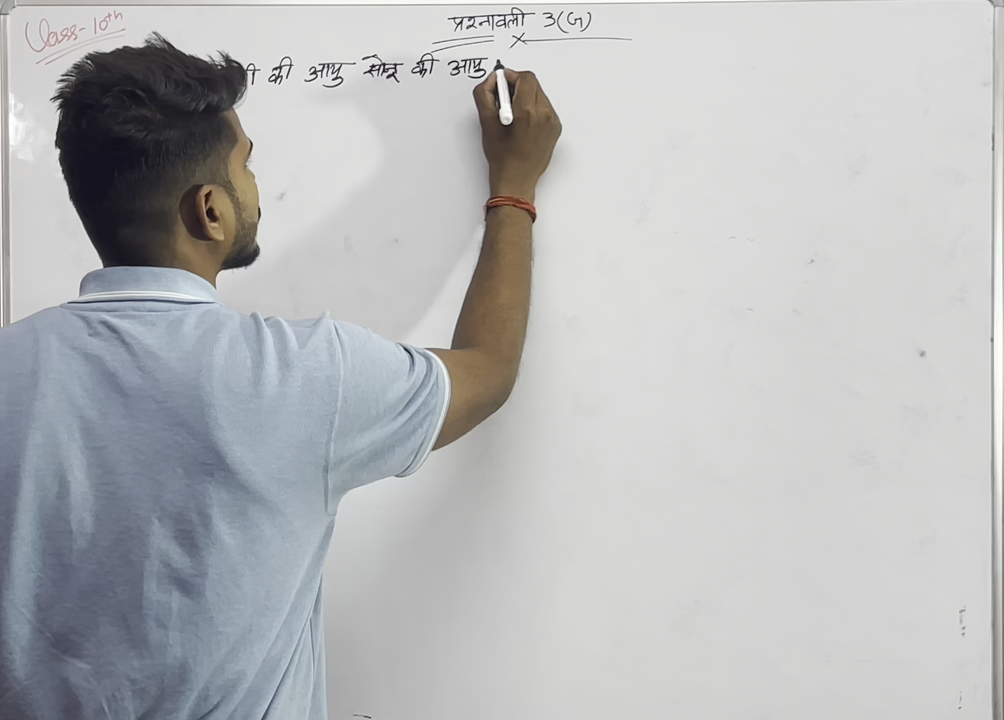 Class-10th
प्रश्नावली 3(G)
की आयु सोनू की आयु